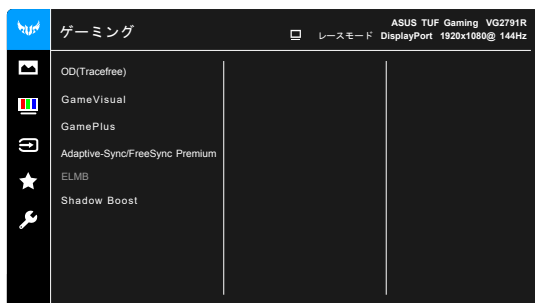 ゲーミング
ASUS TUF Gaming VG2791R
レースモード DisplayPort 1920x1080@ 144Hz
OD(Tracefree)
GameVisual
GamePlus
Adaptive-Sync/FreeSync Premium
ELMB
Shadow Boost